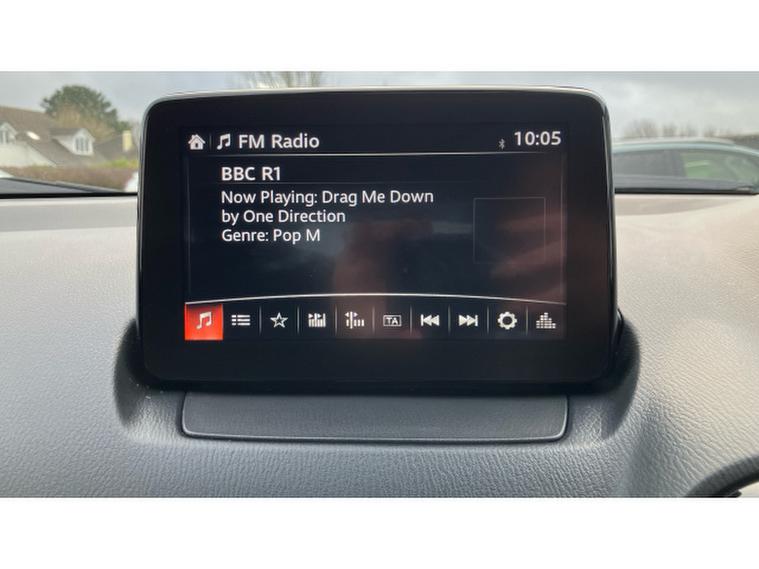 FM Radio 10:05
BBC R1
Now Playing: Drag Me Down
by One Direction
Genre: Pop M
TA